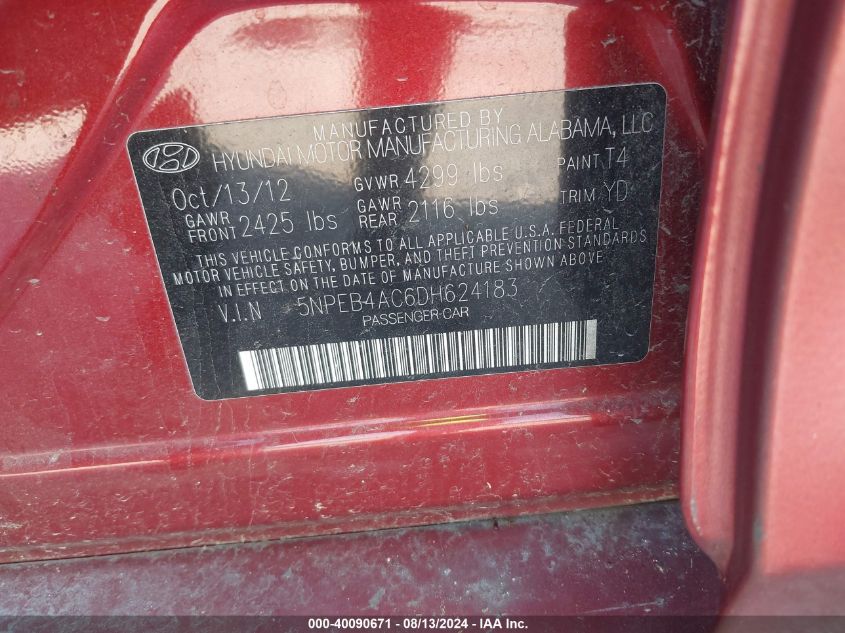 MANUFACTURED BY
HYUNDAI MOTOR MANUFACTURING ALABAMA, LLC
Oct/13/12 GVWR 4299 lbs PAINT T4
GAWR FRONT 2425 lbs GAWR REAR 2116 lbs TRIM YD
THIS VEHICLE CONFORMS TO ALL APPLICABLE U.S.A. FEDERAL
MOTOR VEHICLE SAFETY, BUMPER, AND THEFT PREVENTION STANDARDS
IN EFFECT ON THE DATE OF MANUFACTURE SHOWN ABOVE
V.I.N 5NPEB4AC6DH624183
PASSENGER CAR
000-40090671 - 08/13/2024 - IAA, Inc.